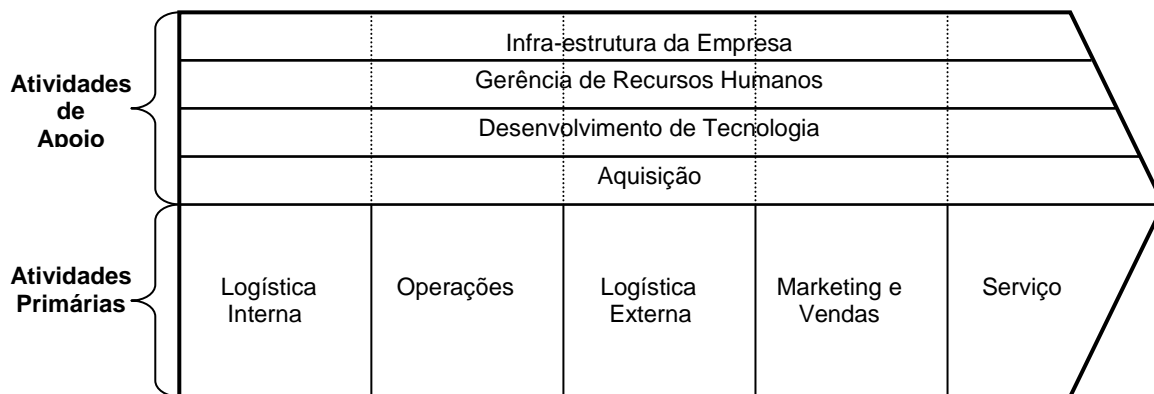 Infra-estrutura da Empresa
Gerência de Recursos Humanos
Desenvolvimento de Tecnologia
Aquisição
Atividades
de
Apoio
Atividades
Primárias
Logística
Interna
Operações
Logística
Externa
Marketing e
Vendas
Serviço